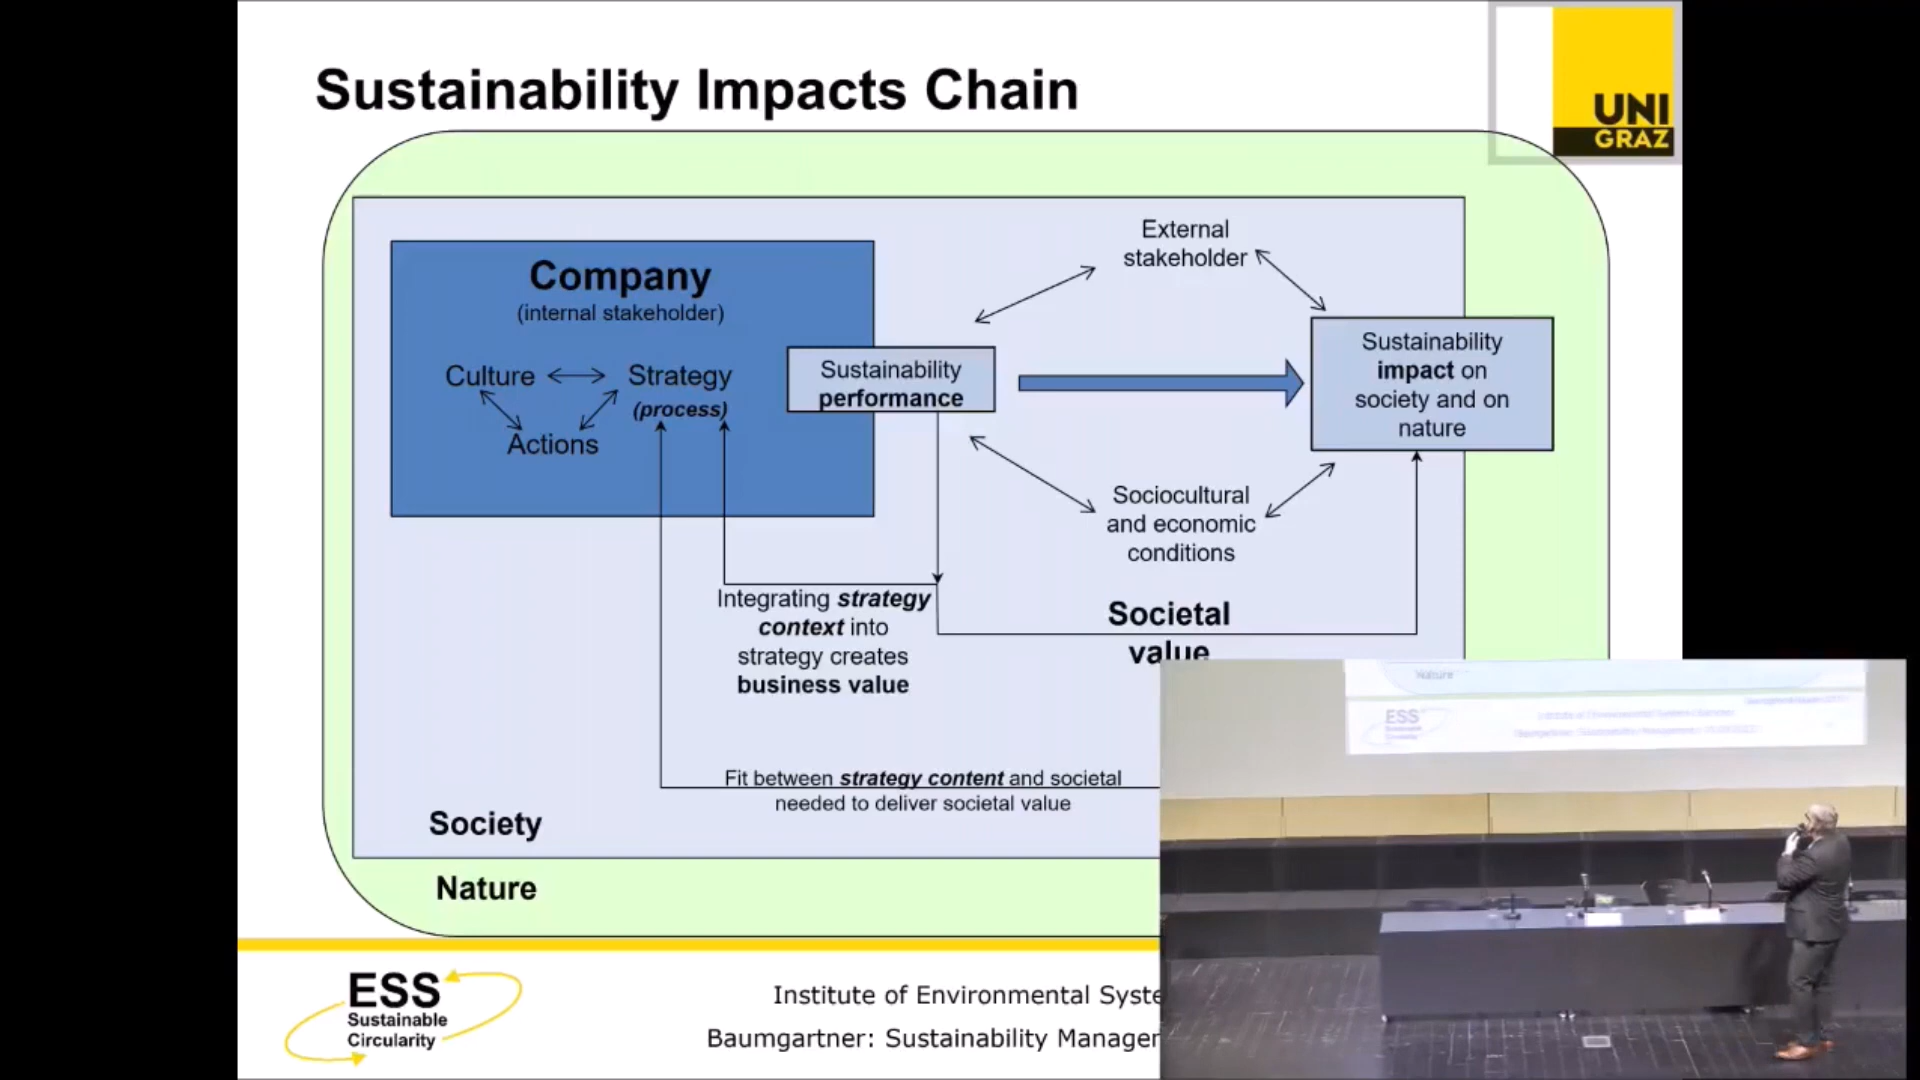 Sustainability Impacts Chain
UNI
GRAZ
External
stakeholder
Company
(internal stakeholder)
Culture
Strategy
(process)
Actions
Sustainability
performance
Sustainability
impact on
society and on
nature
Sociocultural
and economic
conditions
Integrating strategy
context into
strategy creates
business value
Societal
value
Fit between strategy content and societal
needed to deliver societal value
Society
Nature
ESS
Sustainable
Circularity
Institute of Environmental Syste
Baumgartner: Sustainability Manager
Nature
ESS